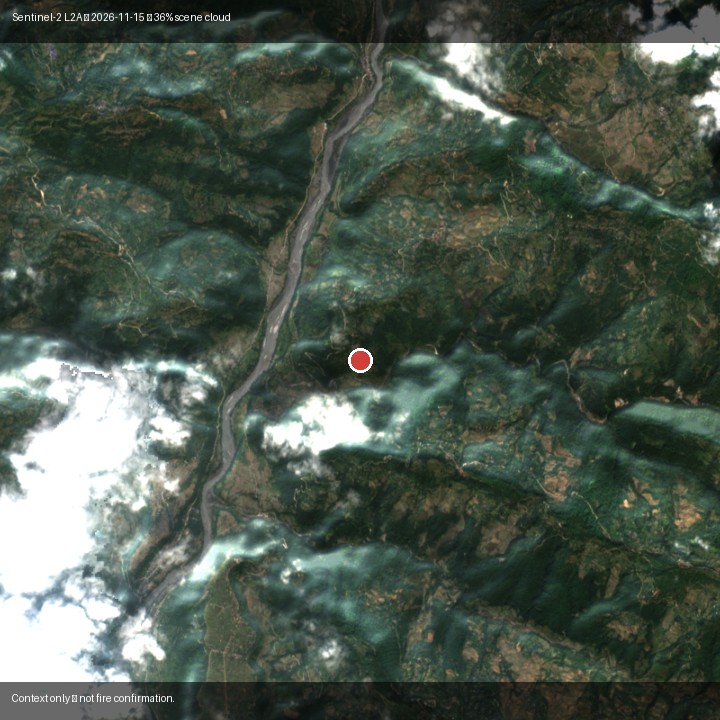 Sentinel-2 L2A▯2026-11-15▯36% scene cloud
Context only▯not fire confirmation.